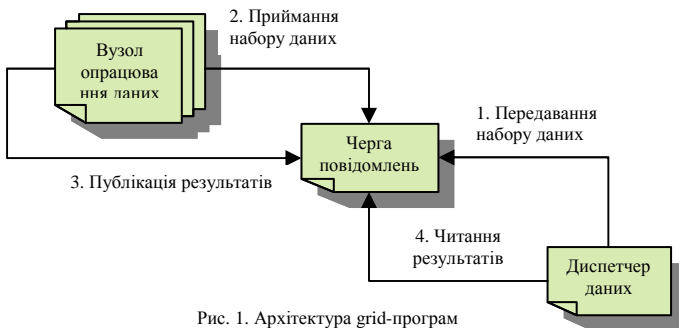 2. Приймання
набору даних
Вузол
опрацюва
ння даних
1. Передавання
набору даних
Черга
повідомлень
3. Публікація результатів
4. Читання
результатів
Диспетчер
даних
Рис. 1. Архітектура grid-програм